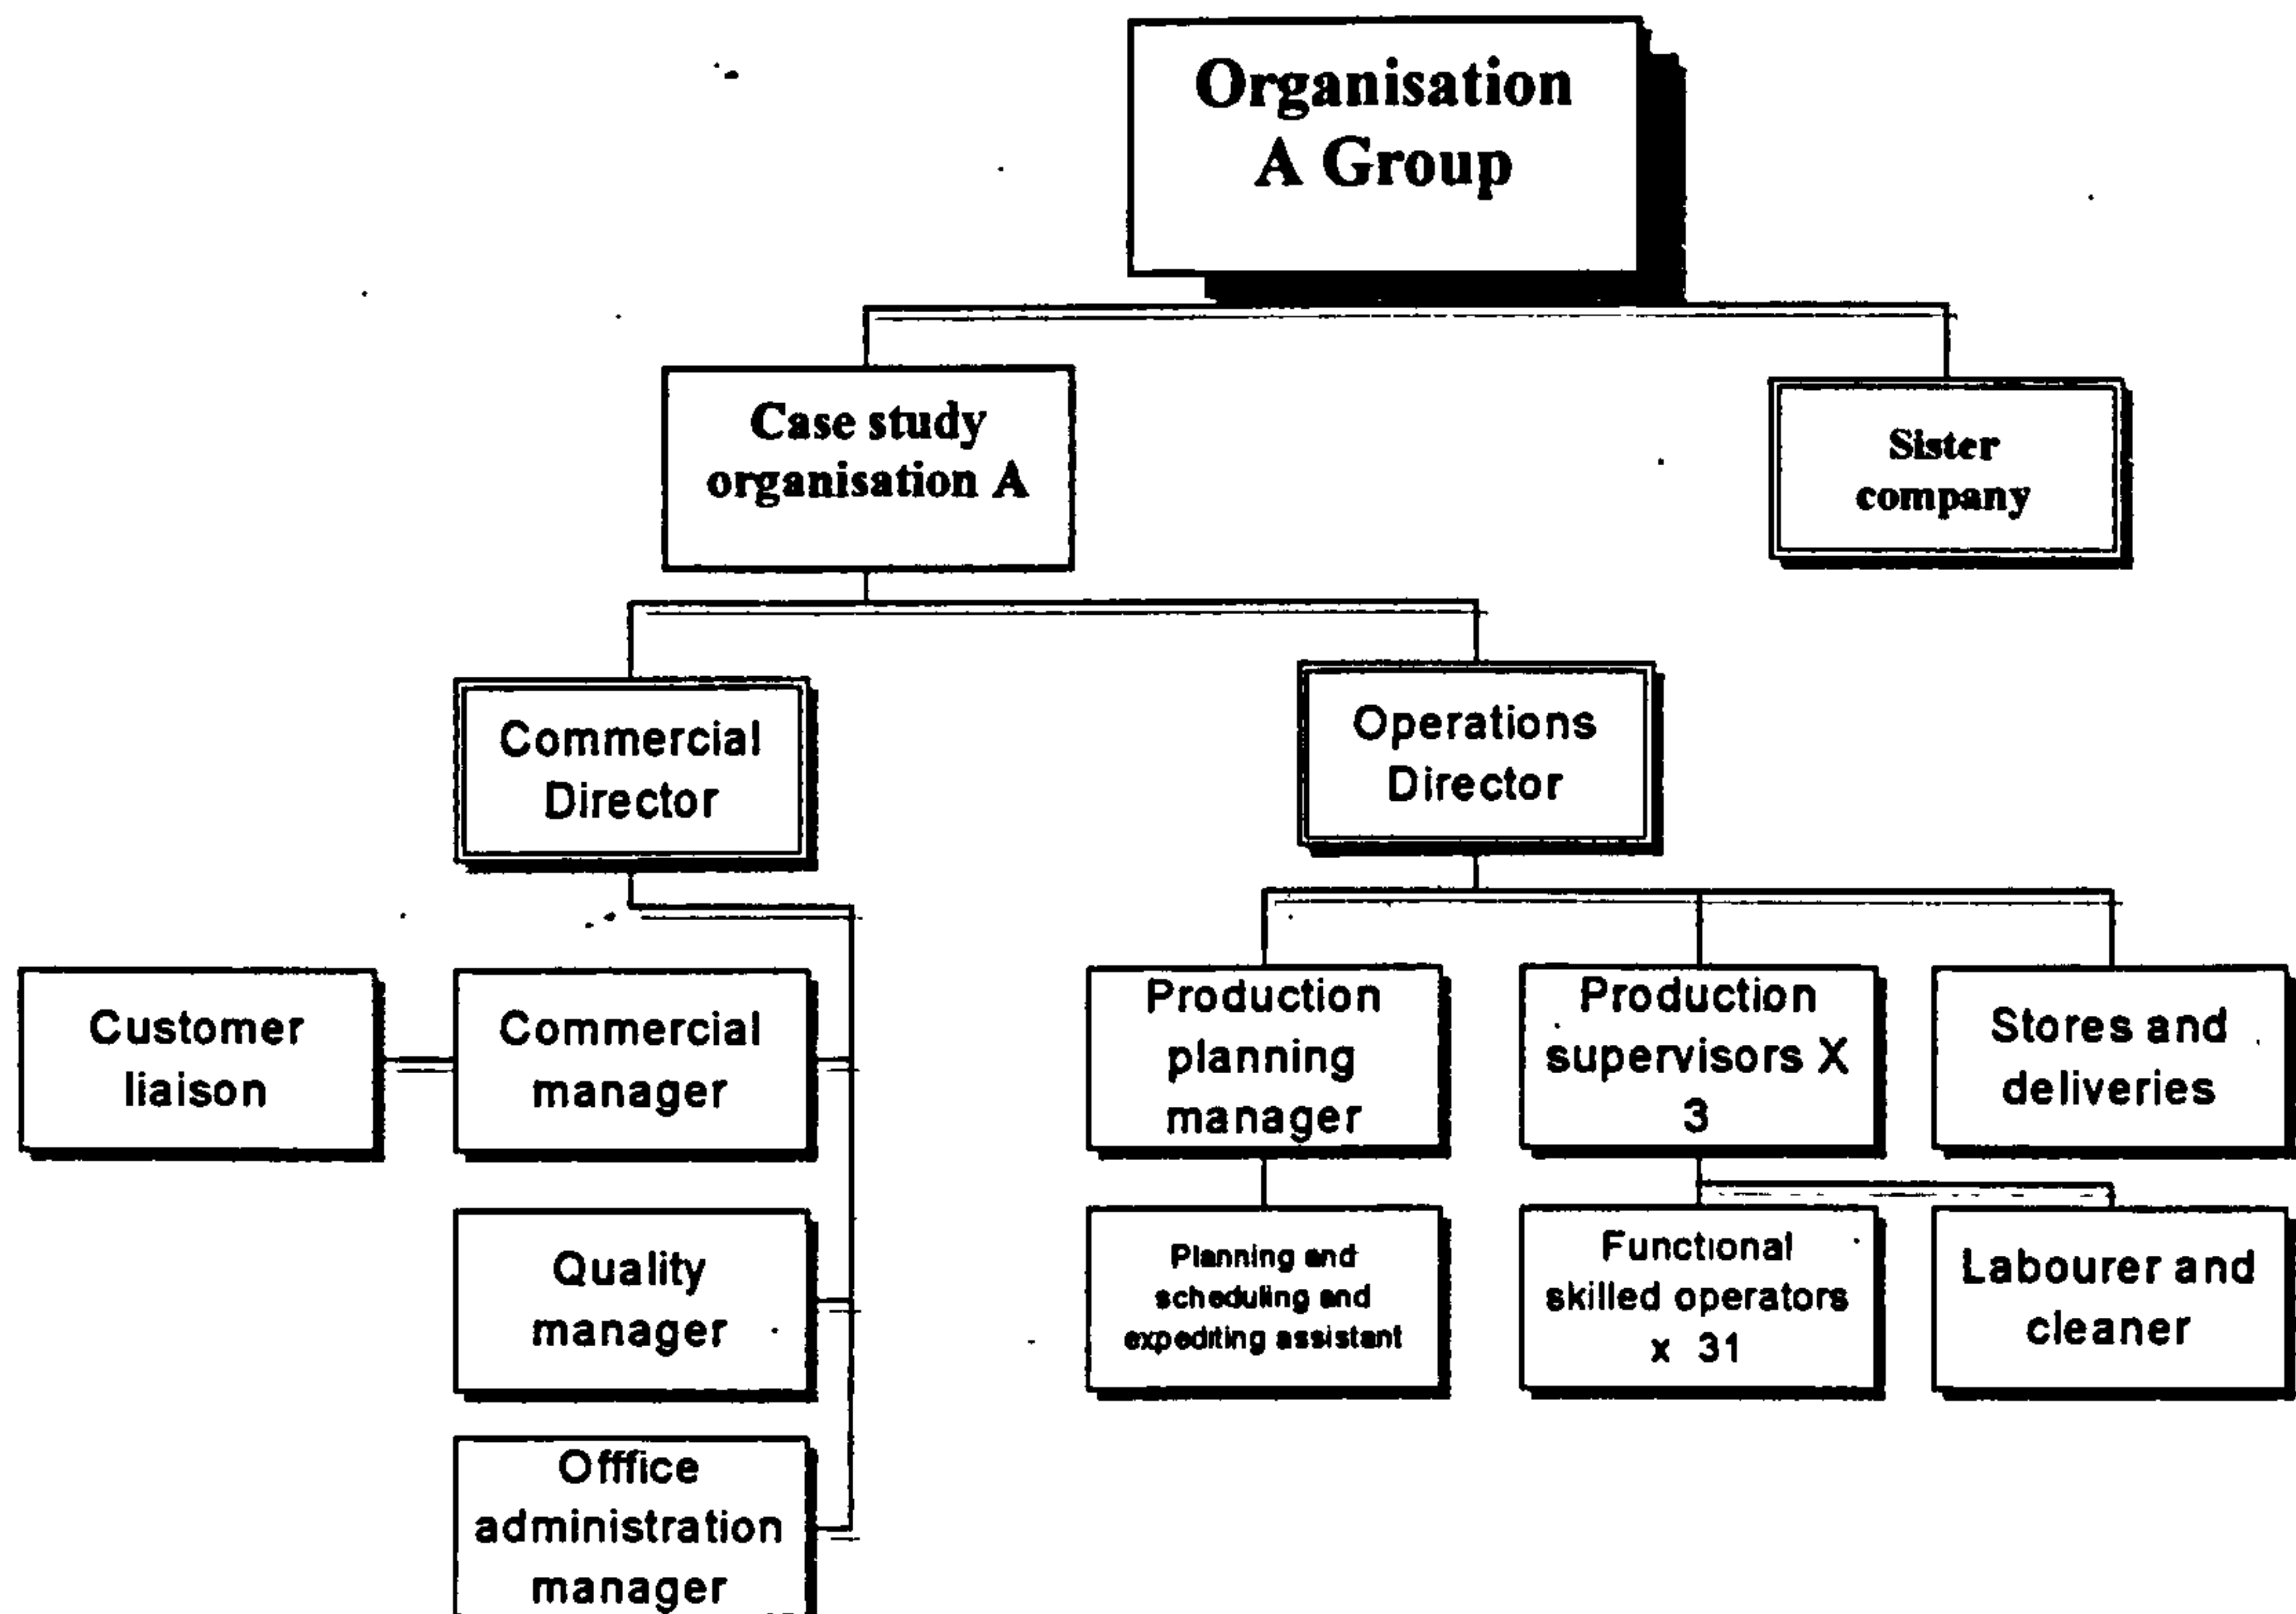 Organisation
A Group
Case study
organisation A
Sister
company
Commercial
Director
Operations
Director
Customer
liaison
Commercial
manager
Production
planning
manager
Production
supervisors X
3
Stores and
deliveries
Quality
manager
Planning and
scheduling and
expediting assistant
Functional
skilled operators
x 31
Labourer and
cleaner
Offfice
administration
manager